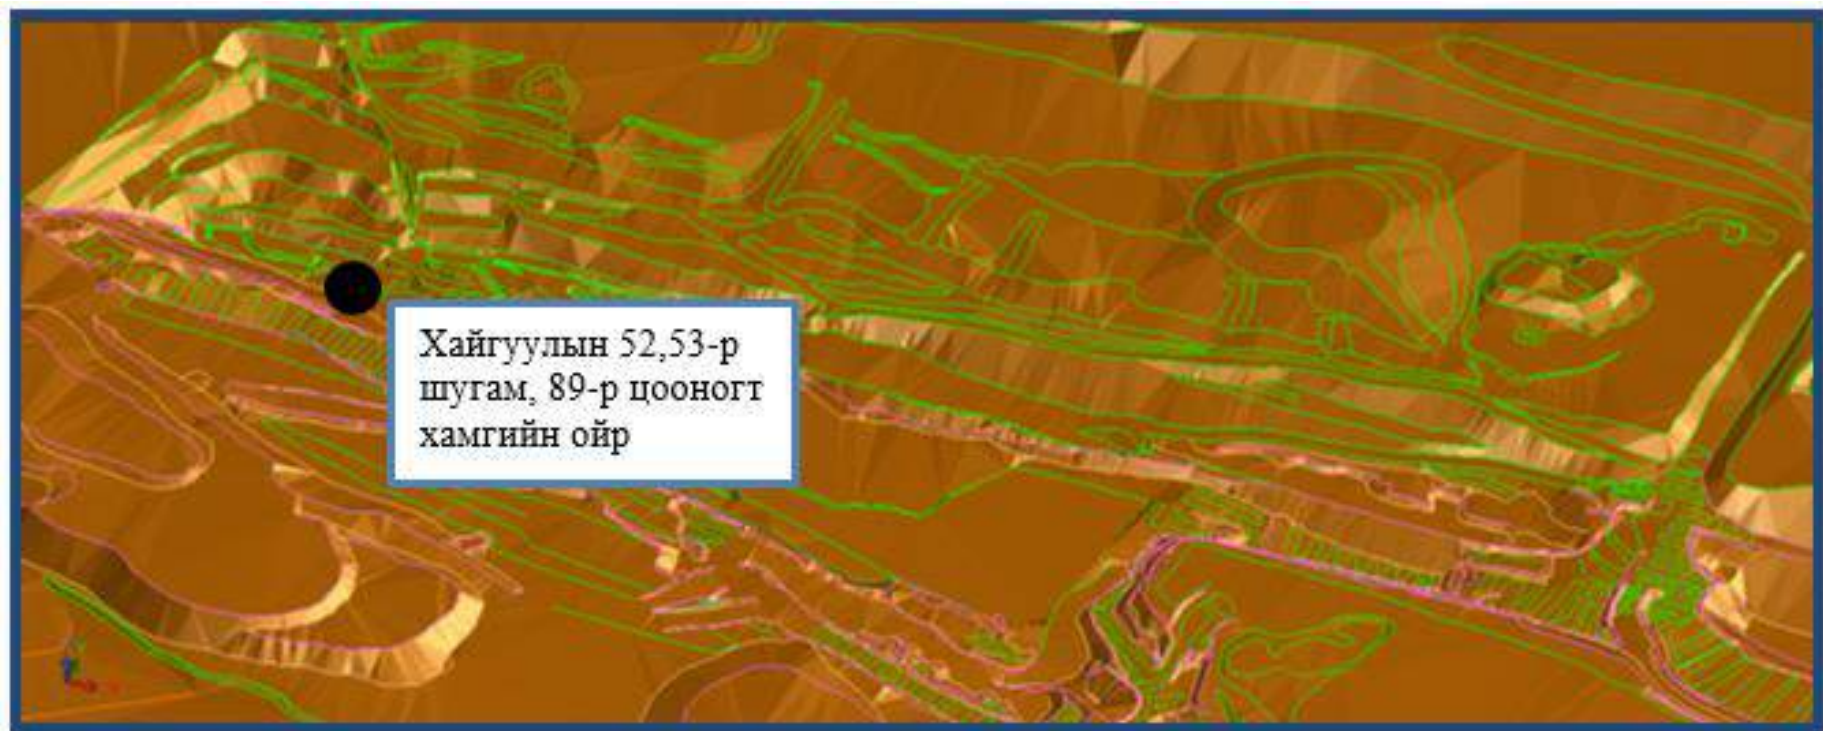 Хайгуулын 52,53-р
шугам, 89-р цооногт
хамгийн ойр